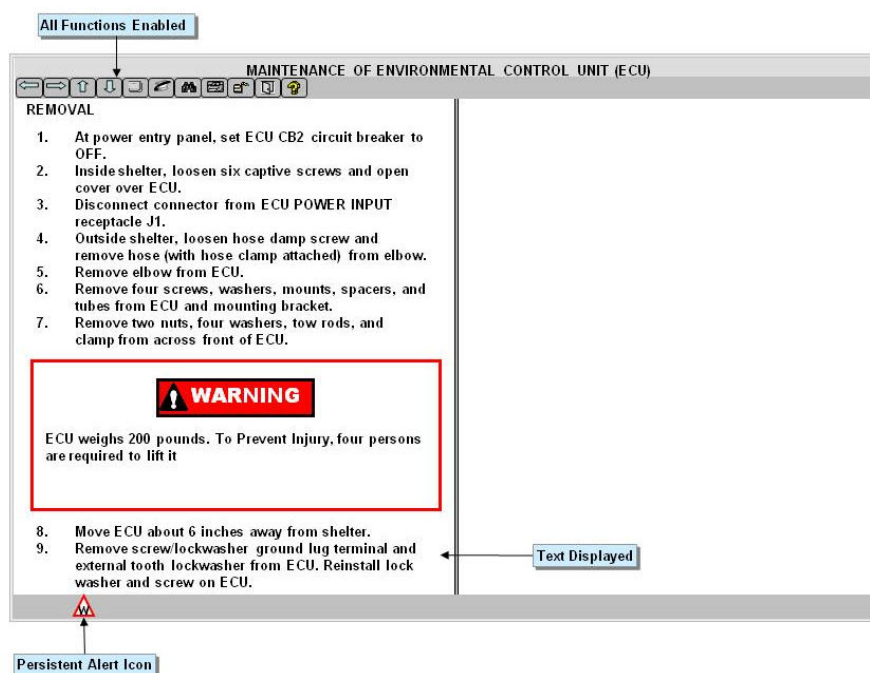 All Functions Enabled
MAINTENANCE OF ENVIRONMENTAL CONTROL UNIT (ECU)
REMOVAL
1. At power entry panel, set ECU CB2 circuit breaker to
OFF.
2. Inside shelter, loosen six captive screws and open
cover over ECU.
3. Disconnect connector from ECU POWER INPUT
receptacle J1.
4. Outside shelter, loosen hose damp screw and
remove hose (with hose clamp attached) from elbow.
5. Remove elbow from ECU.
6. Remove four screws, washers, mounts, spacers, and
tubes from ECU and mounting bracket.
7. Remove two nuts, four washers, tow rods, and
clamp from across front of ECU.
WARNING
ECU weighs 200 pounds. To Prevent Injury, four persons
are required to lift it
8. Move ECU about 6 inches away from shelter.
9. Remove screw/lockwasher ground lug terminal and
external tooth lockwasher from ECU. Reinstall lock
washer and screw on ECU.
Text Displayed
W
Persistent Alert Icon